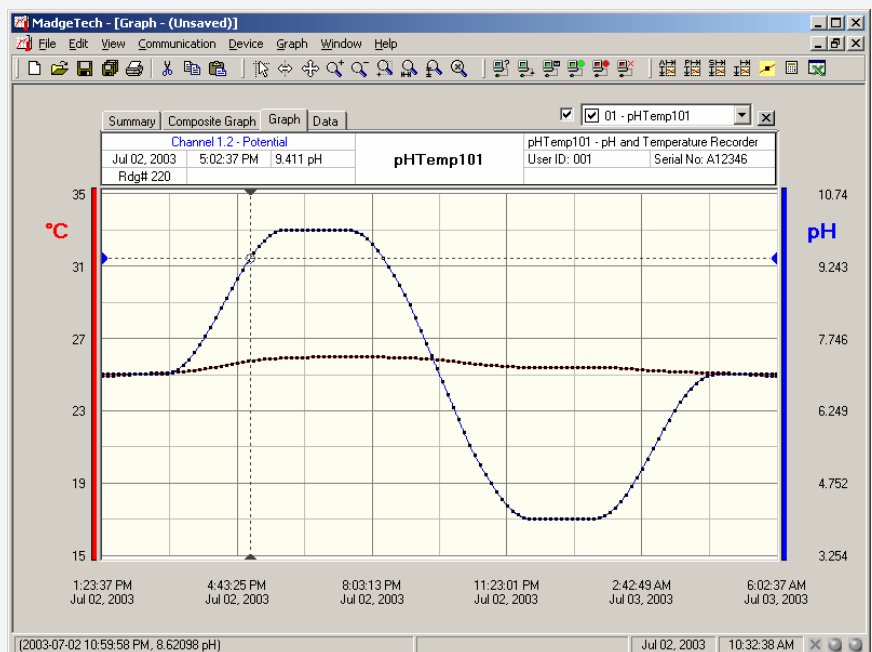 MadgeTech - [Graph - (Unsaved)]
File Edit View Communication Device Graph Window Help
Summary Composite Graph Graph Data 01 - pHTemp101
Channel 1.2 - Potential pHTemp101 - pH and Temperature Recorder
Jul 02, 2003 5:02:37 PM 9.411 pH pHTemp101 User ID: 001 Serial No: A12346
Rdg# 220
35 10.74
°C pH
31 9.243
27 7.746
23 6.249
19 4.752
15 3.254
1:23:37 PM 4:43:25 PM 8:03:13 PM 11:23:01 PM 2:42:49 AM 6:02:37 AM
Jul 02, 2003 Jul 02, 2003 Jul 02, 2003 Jul 02, 2003 Jul 03, 2003 Jul 03, 2003
(2003-07-02 10:59:58 PM, 8.62098 pH) Jul 02, 2003 10:32:38 AM